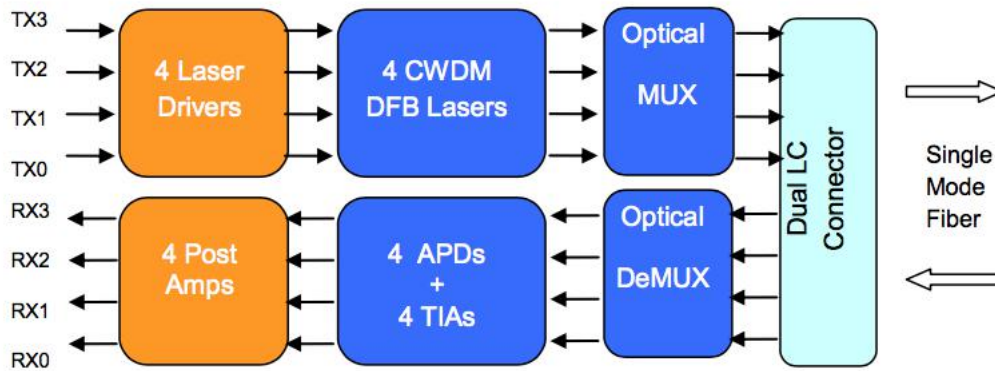 TX3
TX2
TX1
TX0
4 Laser
Drivers
4 CWDM
DFB Lasers
Optical
MUX
Dual LC
Connector
Single
Mode
Fiber
RX3
RX2
RX1
RX0
4 Post
Amps
4 APDs
+
4 TIAs
Optical
DeMUX